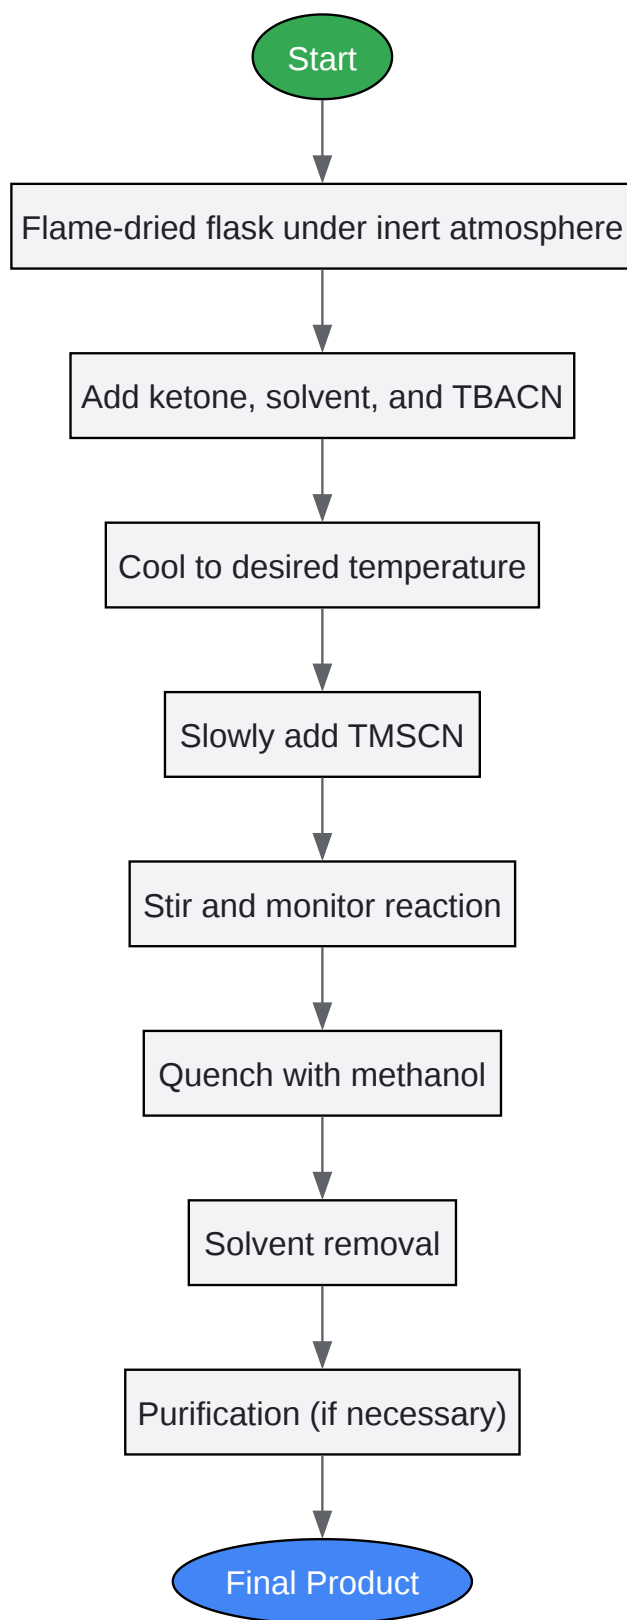 Start
Flame-dried flask under inert atmosphere
Add ketone, solvent, and TBACN
Cool to desired temperature
Slowly add TMSCN
Stir and monitor reaction
Quench with methanol
Solvent removal
Purification (if necessary)
Final Product